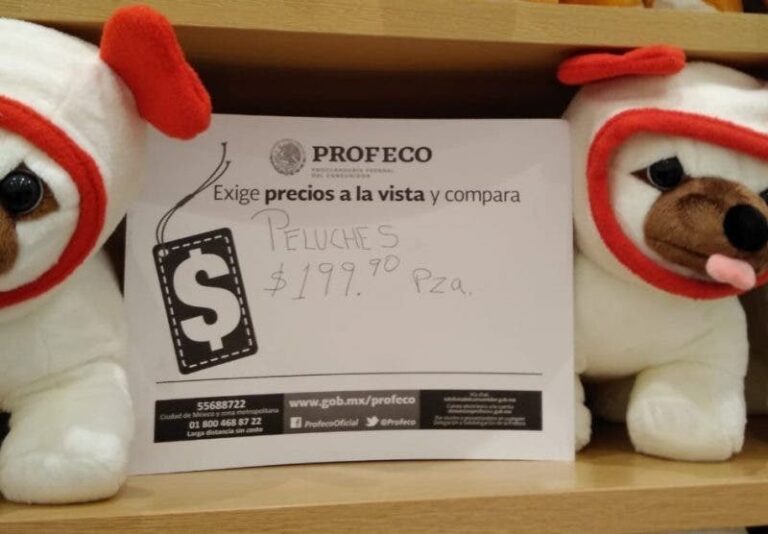 PROFECO
PROCURADURÍA FEDERAL
DEL CONSUMIDOR
Exige precios a la vista y compara
PELUCHES
$199.90 Pza.
$
55688722
Ciudad de México y zona metropolitana
01 800 468 87 22
Larga distancia sin costo
www.gob.mx/profeco
ProfecoOficial @Profeco